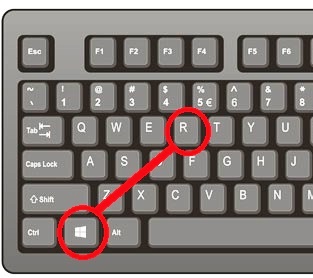 Esc F1 F2 F3 F4 F5 F6
~ ! @ # $ % ^ & *
\ 1 2 3 4 5 € 6 7 8
Tab Q W E R T Y U
Caps Lock A S F G H
Shift Z X C V B N
Ctrl Alt